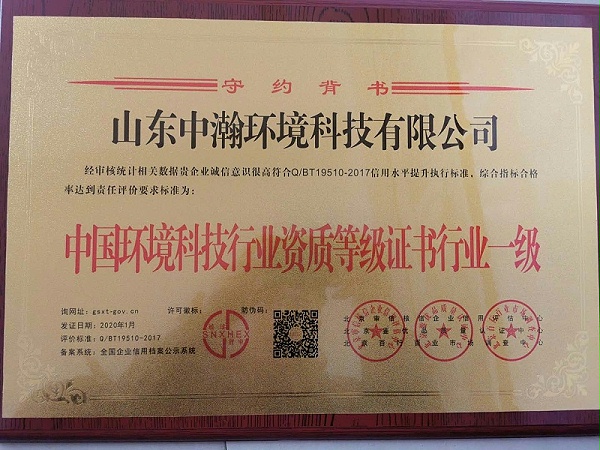 守约背书
山东中瀚环境科技有限公司
经审核统计相关数据贵企业诚信意识很高符合Q/BT19510-2017信用水平提升执行标准，综合指标合格
率达到责任评价要求标准为：
中国环境科技行业资质等级证书行业一级
询网址：gsxt-gov.cn 许可徽标： 防伪码：
发证日期：2020年1月
评价标准：Q/BT19510-2017
备案系统：全国企业信用档案公示系统
SNXHEX
北京